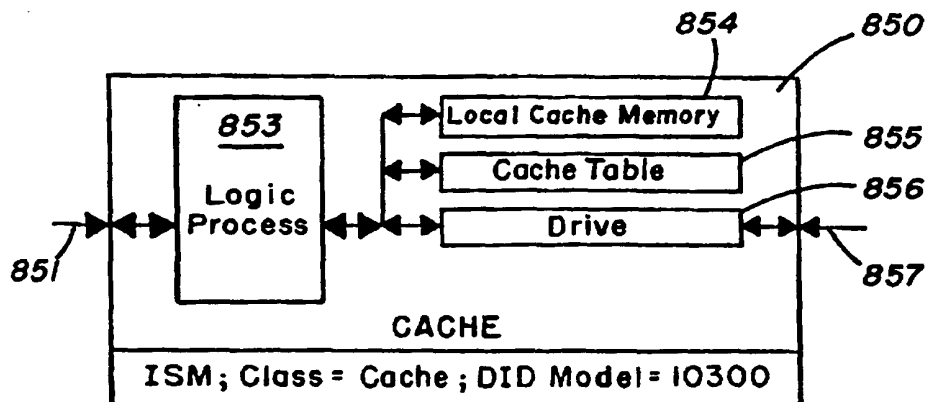 854
850
853
Logic
Process
Local Cache Memory
855
Cache Table
856
Drive
851
857
CACHE
ISM; Class = Cache; DID Model = 10300